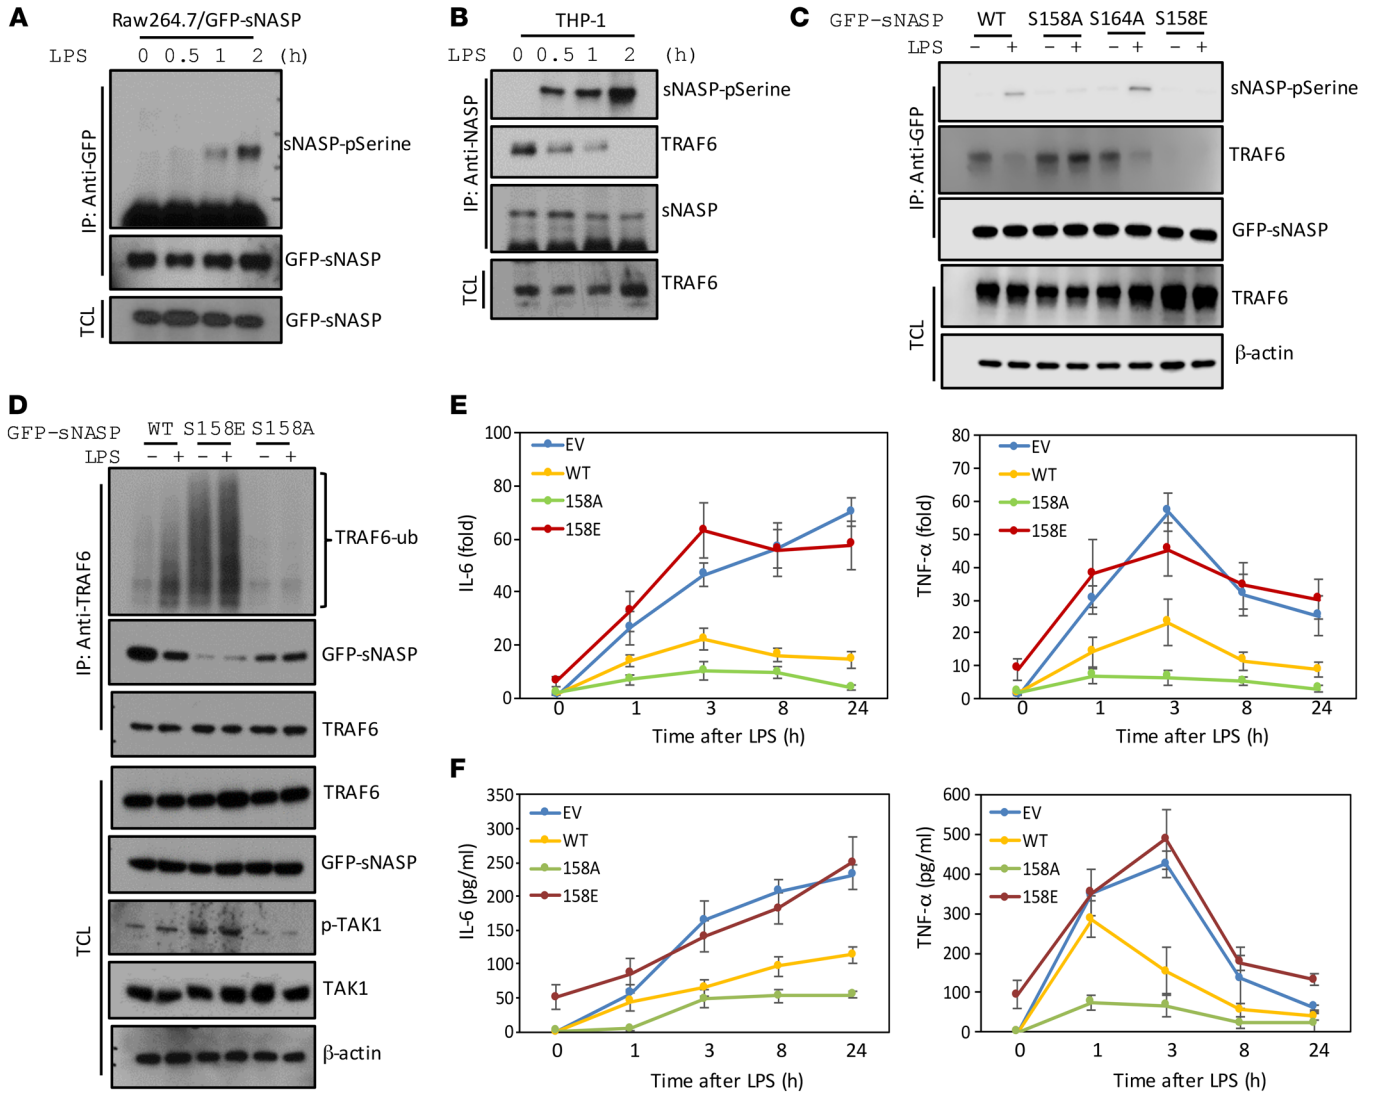 A
Raw264.7/GFP-sNASP
LPS 0 0.5 1 2 (h)
IP: Anti-GFP
sNASP-pSerine
GFP-sNASP
TCL
GFP-sNASP
B
THP-1
LPS 0 0.5 1 2 (h)
IP: Anti-NASP
sNASP-pSerine
TRAF6
sNASP
TCL
TRAF6
C
GFP-sNASP WT S158A S164A S158E
LPS − + − + − + − +
IP: Anti-GFP
sNASP-pSerine
TRAF6
GFP-sNASP
TCL
TRAF6
β-actin
D
GFP-sNASP WT S158E S158A
LPS − + − + − +
IP: Anti-TRAF6
TRAF6-ub
GFP-sNASP
TRAF6
TCL
TRAF6
GFP-sNASP
p-TAK1
TAK1
β-actin
E
IL-6 (fold)
100
80
60
40
20
0
EV
WT
158A
158E
0 1 3 8 24
Time after LPS (h)
TNF-α (fold)
80
70
60
50
40
30
20
10
0
EV
WT
158A
158E
0 1 3 8 24
Time after LPS (h)
F
IL-6 (pg/ml)
350
300
250
200
150
100
50
0
EV
WT
158A
158E
0 1 3 8 24
Time after LPS (h)
TNF-α (pg/ml)
600
500
400
300
200
100
0
EV
WT
158A
158E
0 1 3 8 24
Time after LPS (h)